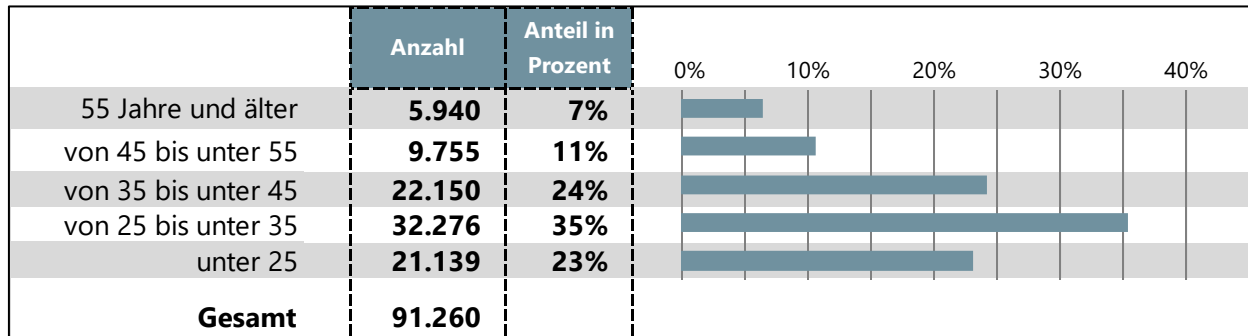 Anzahl Anteil in
Prozent
0% 10% 20% 30% 40%
55 Jahre und älter 5.940 7%
von 45 bis unter 55 9.755 11%
von 35 bis unter 45 22.150 24%
von 25 bis unter 35 32.276 35%
unter 25 21.139 23%
Gesamt 91.260